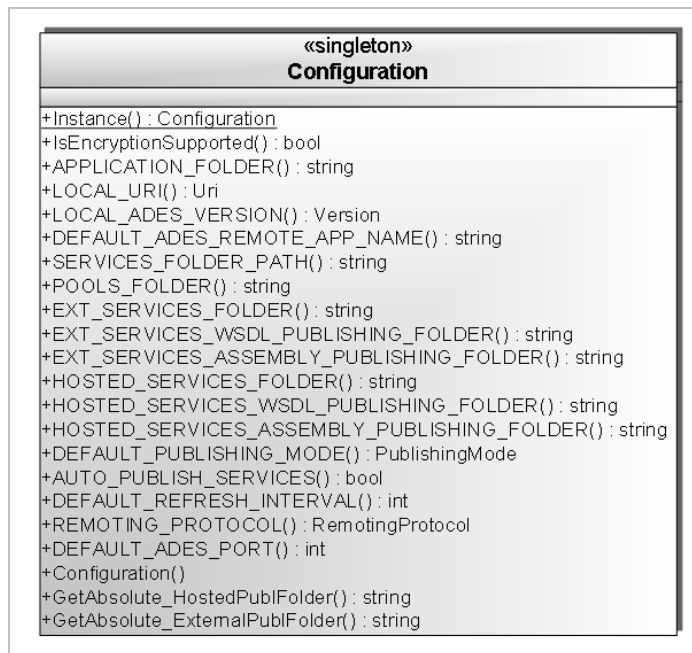 «singleton»
Configuration
+Instance() : Configuration
+IsEncryptionSupported() : bool
+APPLICATION_FOLDER() : string
+LOCAL_URI() : Uri
+LOCAL_ADES_VERSION() : Version
+DEFAULT_ADES_REMOTE_APP_NAME() : string
+SERVICES_FOLDER_PATH() : string
+POOLS_FOLDER() : string
+EXT_SERVICES_FOLDER() : string
+EXT_SERVICES_WSDL_PUBLISHING_FOLDER() : string
+EXT_SERVICES_ASSEMBLY_PUBLISHING_FOLDER() : string
+HOSTED_SERVICES_FOLDER() : string
+HOSTED_SERVICES_WSDL_PUBLISHING_FOLDER() : string
+HOSTED_SERVICES_ASSEMBLY_PUBLISHING_FOLDER() : string
+DEFAULT_PUBLISHING_MODE() : PublishingMode
+AUTO_PUBLISH_SERVICES() : bool
+DEFAULT_REFRESH_INTERVAL() : int
+REMOTING_PROTOCOL() : RemotingProtocol
+DEFAULT_ADES_PORT() : int
+Configuration()
+GetAbsolute_HostedPublFolder() : string
+GetAbsolute_ExternalPublFolder() : string